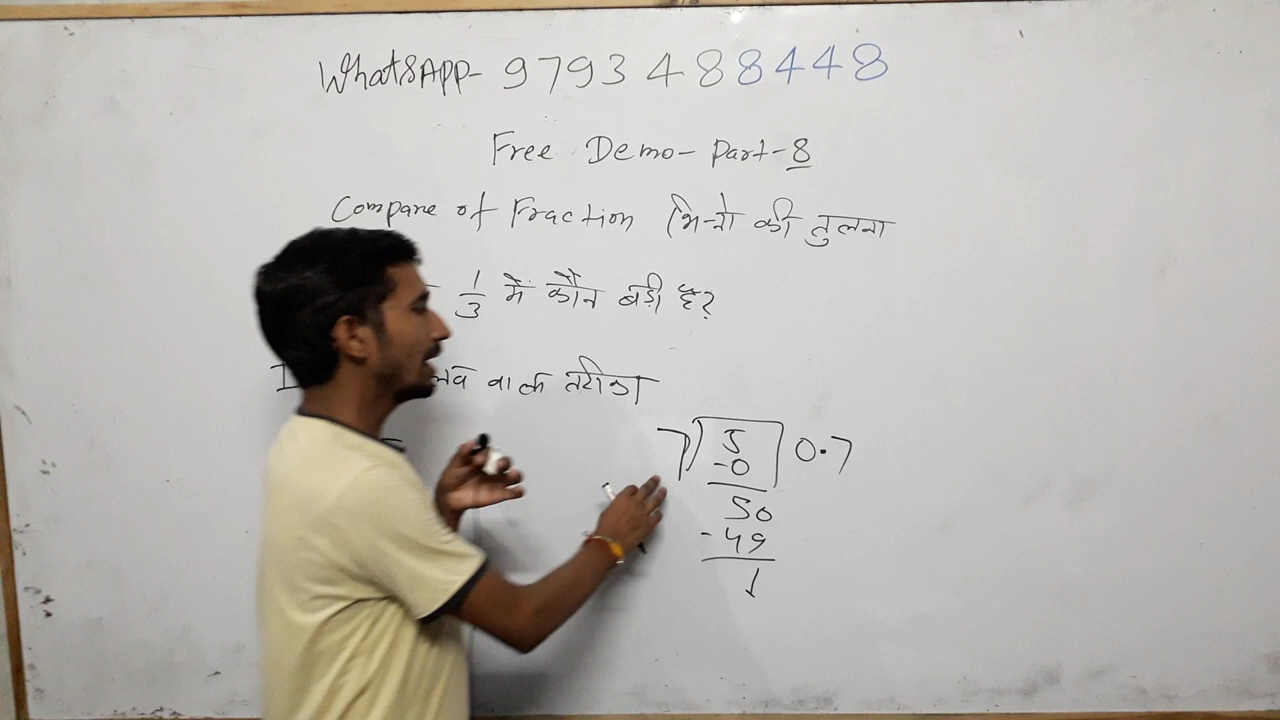 WhatsApp- 9793488448
Free Demo- Part-8
Compare of Fraction भिन्नो की तुलना
1/3 में कौन बड़ी है?
वाला तरीका
7) 5 0.7
-0
50
-49
1